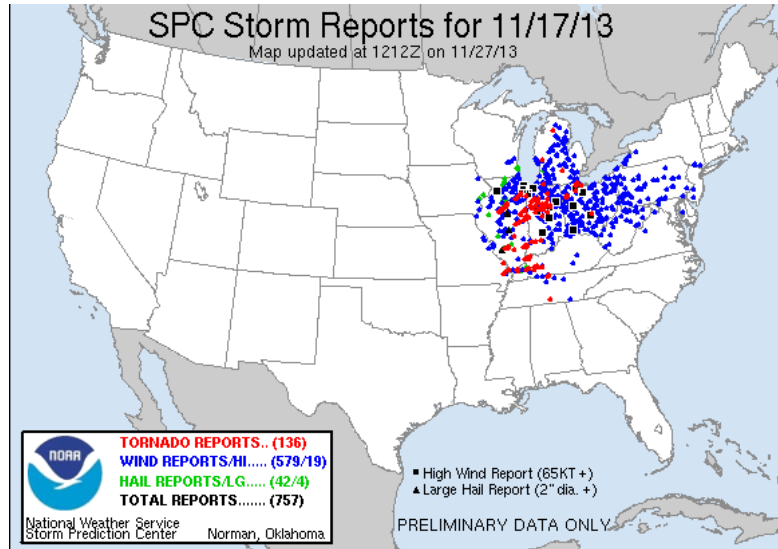 SPC Storm Reports for 11/17/13
Map updated at 1212Z on 11/27/13
NOAA
TORNADO REPORTS.. (136)
WIND REPORTS/HI..... (579/19)
HAIL REPORTS/LG..... (42/4)
TOTAL REPORTS....... (757)
National Weather Service
Storm Prediction Center Norman, Oklahoma
High Wind Report (65KT +)
Large Hail Report (2" dia. +)
PRELIMINARY DATA ONLY